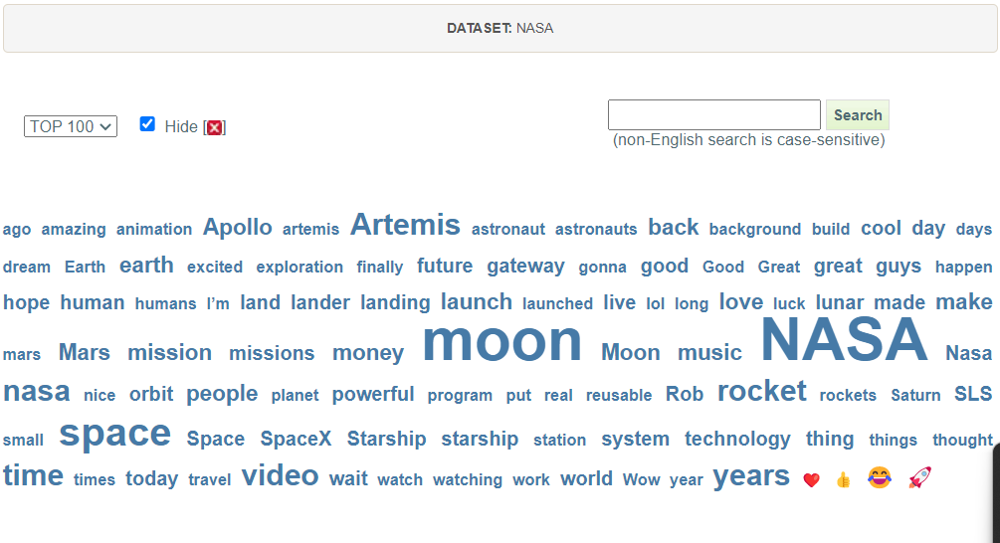 DATASET: NASA
TOP 100 Hide [❌] Search
(non-English search is case-sensitive)
ago amazing animation Apollo artemis Artemis astronaut astronauts back background build cool day days
dream Earth earth excited exploration finally future gateway gonna good Good Great great guys happen
hope human humans I’m land lander landing launch launched live lol long love luck lunar made make
mars Mars mission missions money moon Moon music NASA Nasa
nasa nice orbit people planet powerful program put real reusable Rob rocket rockets Saturn SLS
small space Space SpaceX Starship starship station system technology thing things thought
time times today travel video wait watch watching work world Wow year years ❤️ 👍 😂 🚀